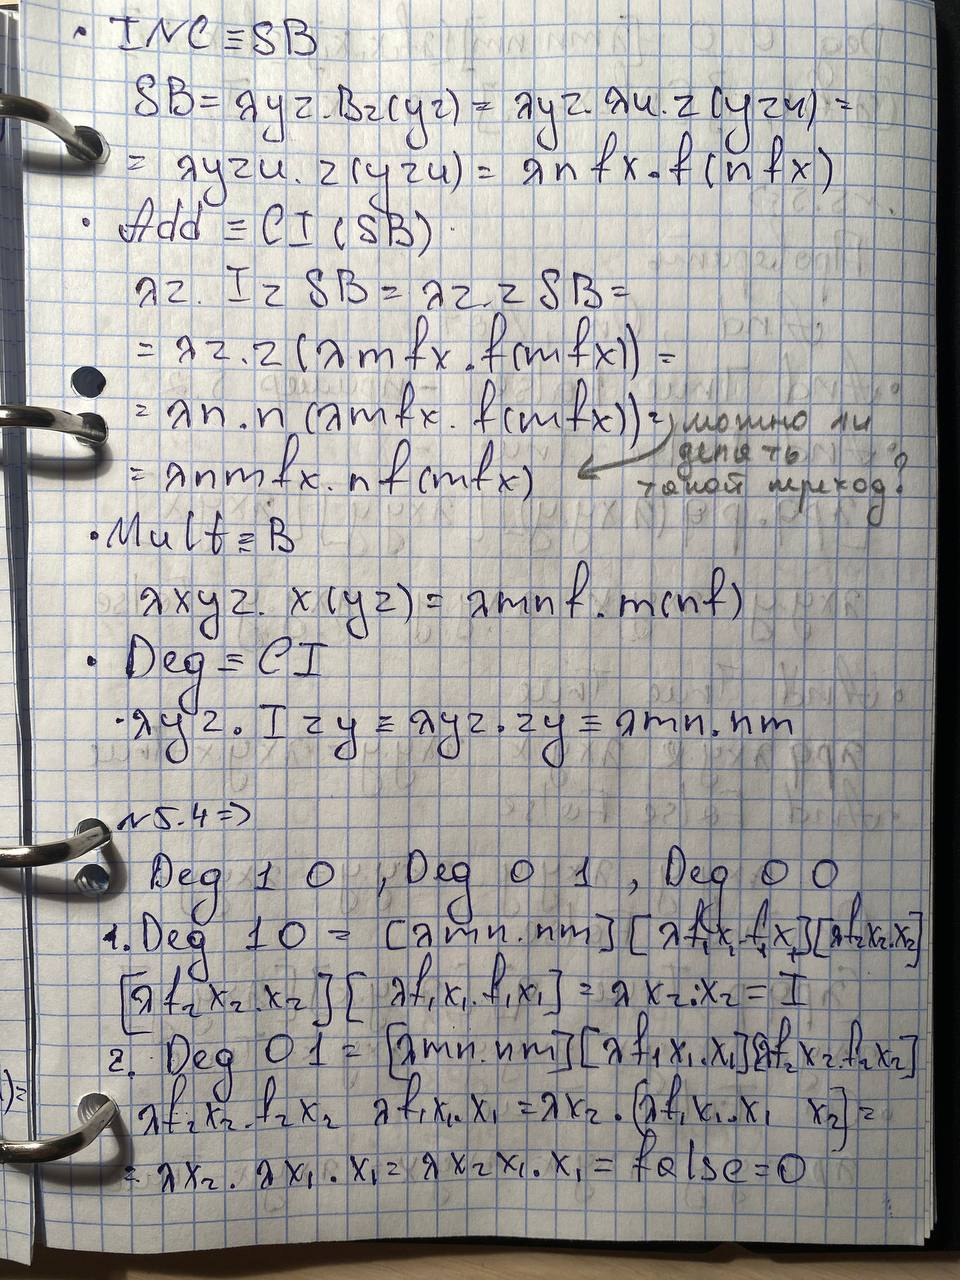 • INC ≡ SB
SB = λyz.Bz(yz) = λyz.λu.z(yzu) =
= λyzu.z(yzu) = λnfx.f(nfx)
• Add ≡ CI(SB)
λz. Iz SB = λz.z SB =
= λz.z(λmfx.f(mfx)) =
= λn.n(λmfx.f(mfx)) =
можно ли
делать
такой переход?
= λnmfx.nf(mfx)
• Mult ≡ B
λxyz. x(yz) = λmnf.m(nf)
• Deg ≡ CI
λyz.Izy ≡ λyz.zy ≡ λmn.nm
№5.4 =>
Deg 1 0 , Deg 0 1 , Deg 0 0
1. Deg 1 0 = [λmn.nm][λf₁x₁.f₁x₁][λf₂x₂.x₂]
[λf₂x₂.x₂][λf₁x₁.f₁x₁] = λx₂.x₂ = I
2. Deg 0 1 = [λmn.nm][λf₁x₁.x₁][λf₂x₂.f₂x₂]
λf₂x₂.f₂x₂ λf₁x₁.x₁ = λx₂.[λf₁x₁.x₁ x₂] =
= λx₂.λx₁.x₁ = λx₂x₁.x₁ = false = 0